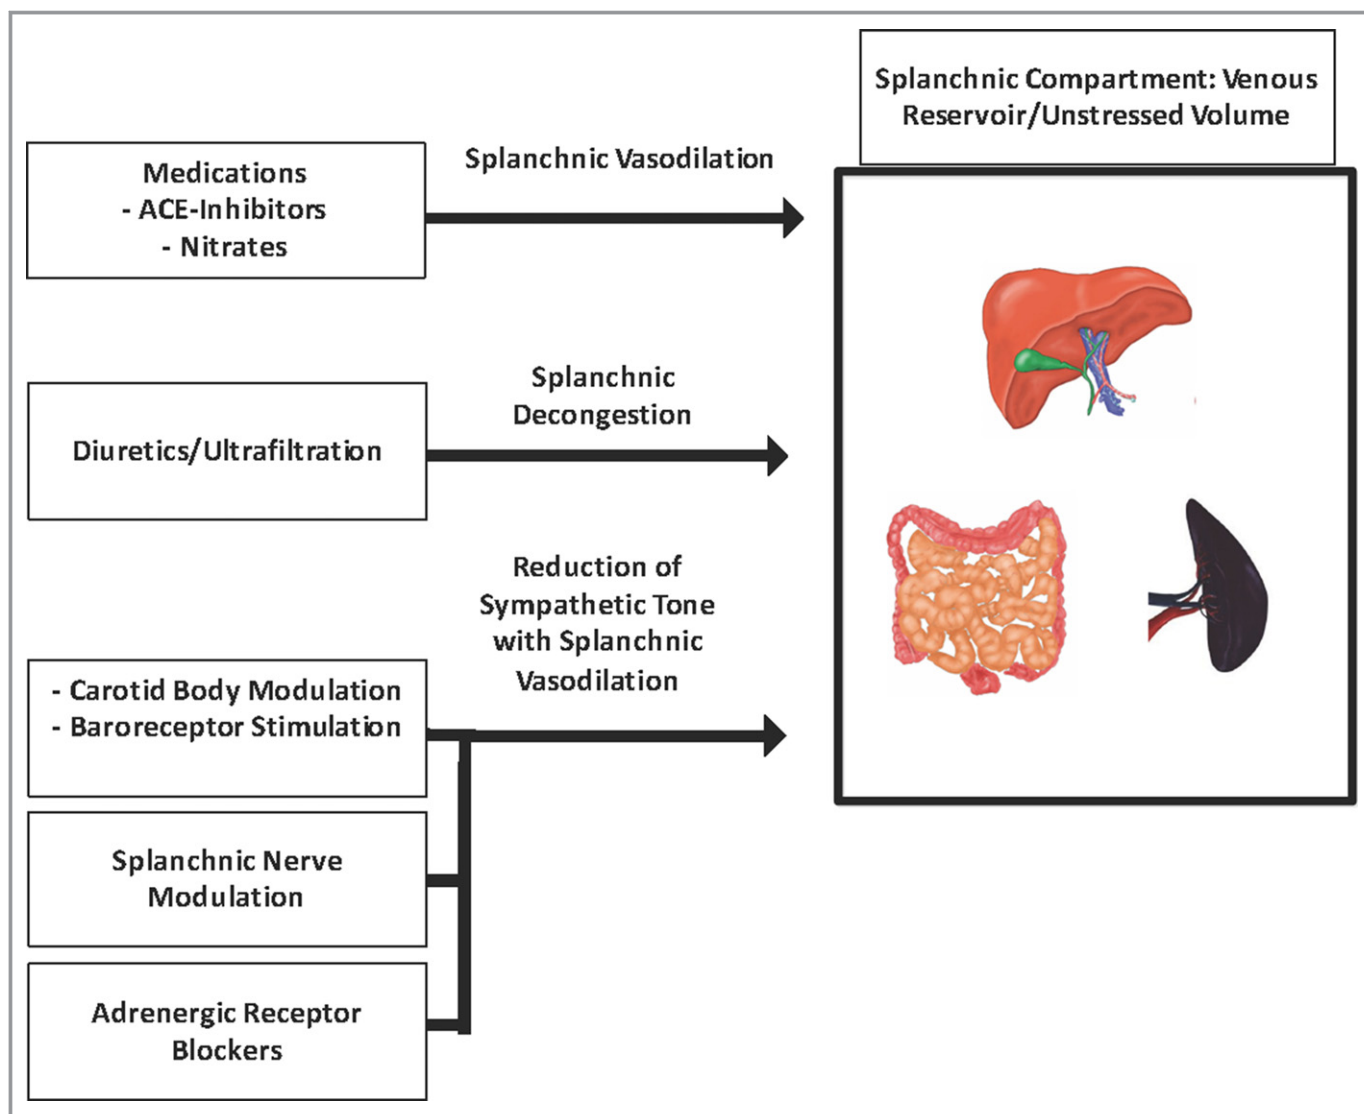 Splanchnic Compartment: Venous
Reservoir/Unstressed Volume
Medications
- ACE-Inhibitors
- Nitrates
Splanchnic Vasodilation
Diuretics/Ultrafiltration
Splanchnic
Decongestion
- Carotid Body Modulation
- Baroreceptor Stimulation
Reduction of
Sympathetic Tone
with Splanchnic
Vasodilation
Splanchnic Nerve
Modulation
Adrenergic Receptor
Blockers